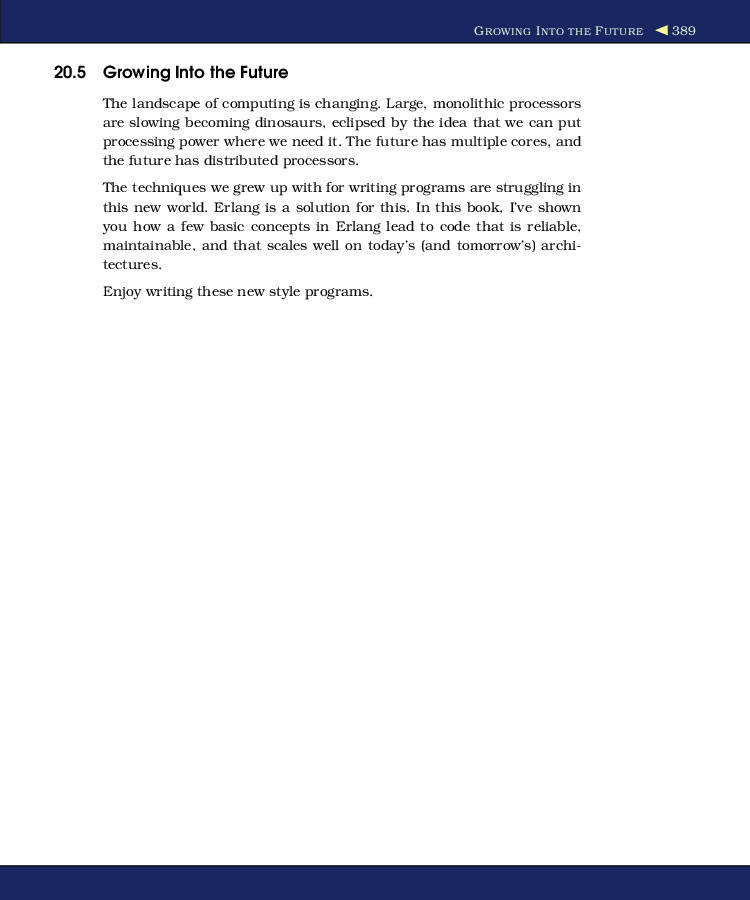 GROWING INTO THE FUTURE ◀ 389
20.5 Growing Into the Future
The landscape of computing is changing. Large, monolithic processors
are slowing becoming dinosaurs, eclipsed by the idea that we can put
processing power where we need it. The future has multiple cores, and
the future has distributed processors.
The techniques we grew up with for writing programs are struggling in
this new world. Erlang is a solution for this. In this book, I've shown
you how a few basic concepts in Erlang lead to code that is reliable,
maintainable, and that scales well on today's (and tomorrow's) archi-
tectures.
Enjoy writing these new style programs.